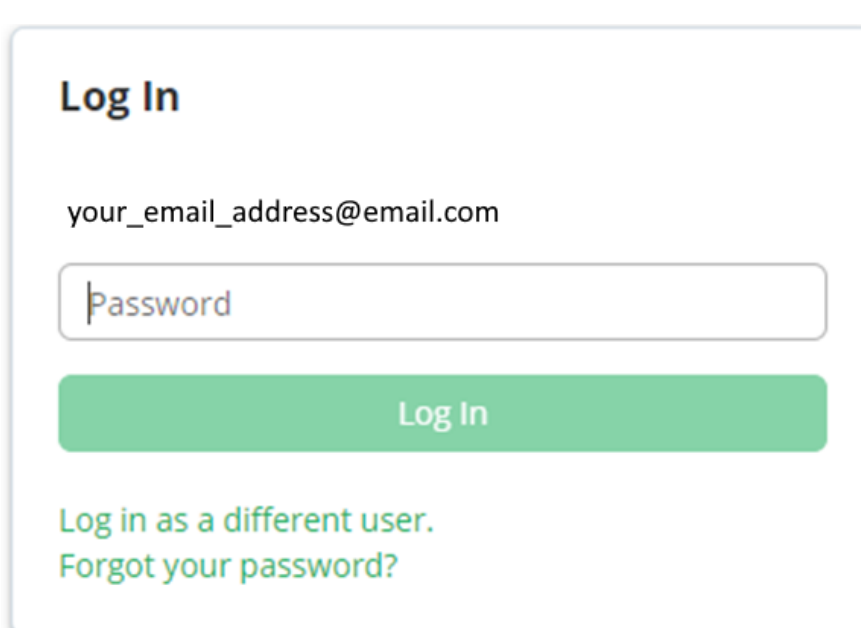 Log In
your_email_address@email.com
Password
Log In
Log in as a different user.
Forgot your password?